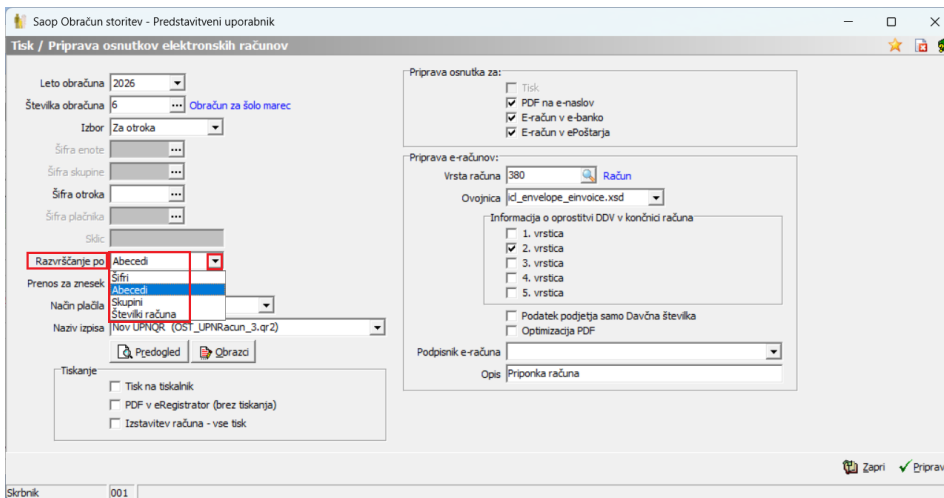 Saop Obračun storitev - Predstavitveni uporabnik
Tisk / Priprava osnutkov elektronskih računov
Leto obračuna 2026
Številka obračuna 6 ... Obračun za šolo marec
Izbor Za otroka
Šifra enote ...
Šifra skupine ...
Šifra otroka ...
Šifra plačnika ...
Sklic
Razvrščanje po Abecedi
Šifri
Abecedi
Skupini
Številki računa
Prenos za znesek
Način plačila
Naziv izpisa Nov UPNQR (OST_UPNRacun_3.qr2)
Predogled Obrazci
Tiskanje
Tisk na tiskalnik
PDF v eRegistrator (brez tiskanja)
Izstavitev računa - vse tisk
Priprava osnutka za:
Tisk
PDF na e-naslov
E-račun v e-banko
E-račun v ePoštarja
Priprava e-računov:
Vrsta računa 380 Račun
Ovojnica icl_envelope_einvoice.xsd
Informacija o oprostitvi DDV v končnici računa
1. vrstica
2. vrstica
3. vrstica
4. vrstica
5. vrstica
Podatek podjetja samo Davčna številka
Optimizacija PDF
Podpisnik e-računa
Opis Priponka računa
Zapri Priprav
Skrbnik 001